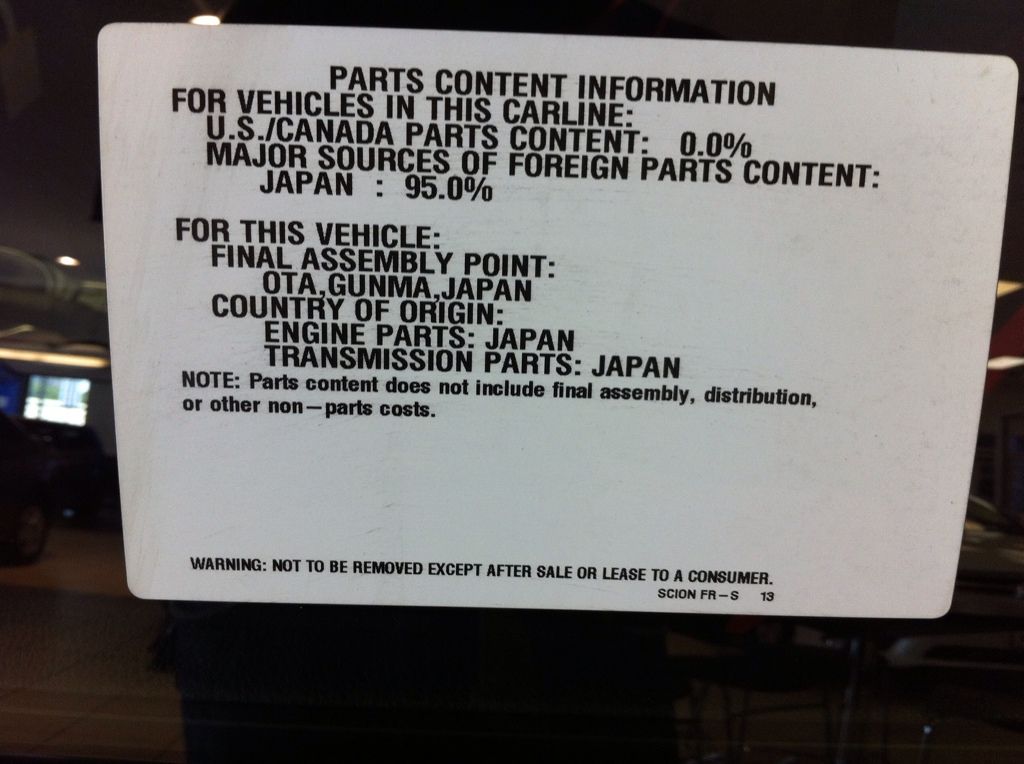 PARTS CONTENT INFORMATION
FOR VEHICLES IN THIS CARLINE:
U.S./CANADA PARTS CONTENT: 0.0%
MAJOR SOURCES OF FOREIGN PARTS CONTENT:
JAPAN : 95.0%
FOR THIS VEHICLE:
FINAL ASSEMBLY POINT:
OTA,GUNMA,JAPAN
COUNTRY OF ORIGIN:
ENGINE PARTS: JAPAN
TRANSMISSION PARTS: JAPAN
NOTE: Parts content does not include final assembly, distribution,
or other non-parts costs.
WARNING: NOT TO BE REMOVED EXCEPT AFTER SALE OR LEASE TO A CONSUMER.
SCION FR-S 13